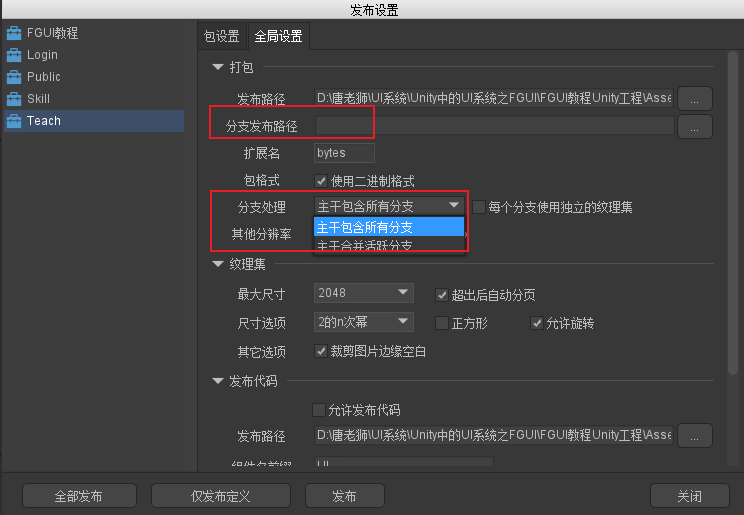 发布设置
FGUI教程
Login
Public
Skill
Teach
包设置 全局设置
打包
发布路径 D:\唐老狮\UI系统\Unity中的UI系统之FGUI\FGUI教程Unity工程\Asse ...
分支发布路径 ...
扩展名 bytes
包格式 使用二进制格式
分支处理 主干包含所有分支 每个分支使用独立的纹理集
主干包含所有分支
其他分辨率 主干合并活跃分支
纹理集
最大尺寸 2048 超出后自动分页
尺寸选项 2的n次幂 正方形 允许旋转
其它选项 裁剪图片边缘空白
发布代码
允许发布代码
发布路径 D:\唐老狮\UI系统\Unity中的UI系统之FGUI\FGUI教程Unity工程\Asse ...
组件名前缀 UI
全部发布 仅发布定义 发布 关闭